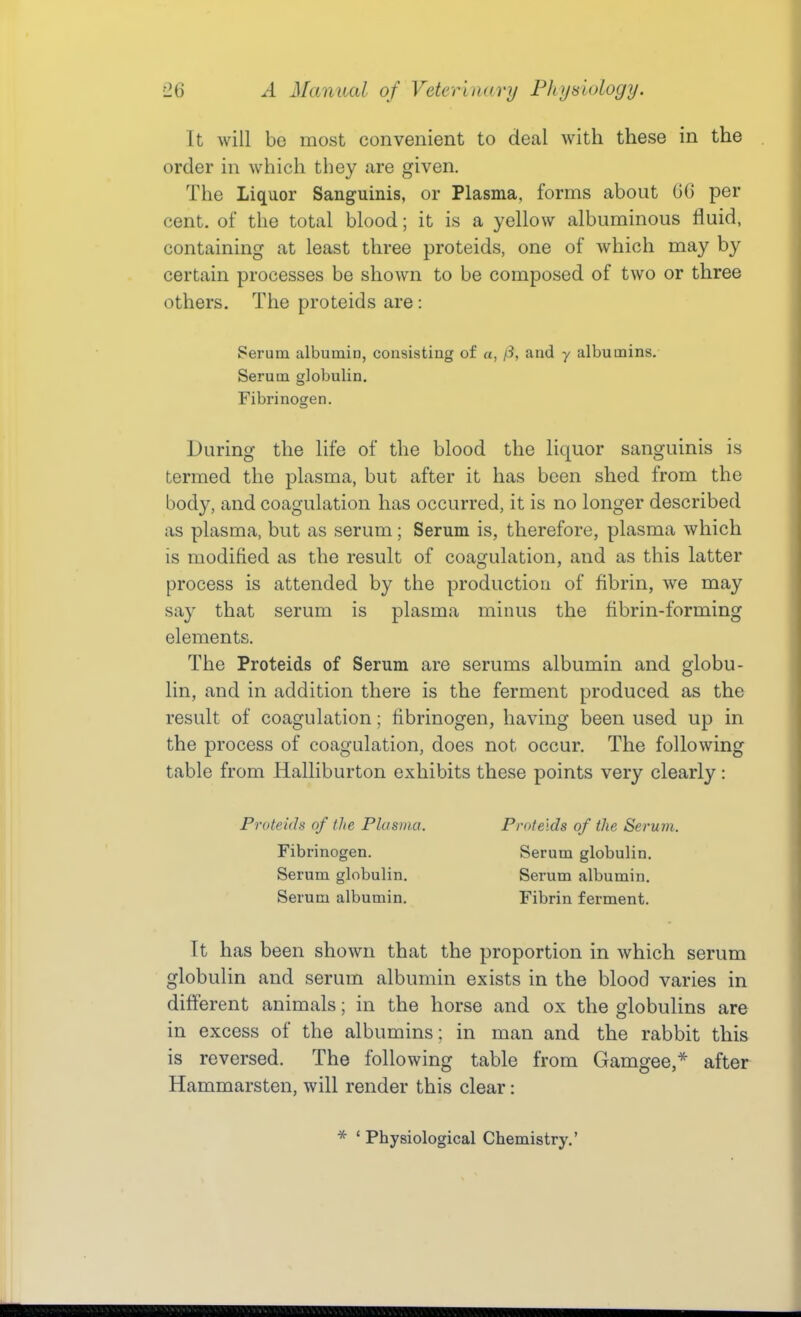 26 A Manual of Veterinary Physiology.
It will be most convenient to deal with these in the
order in which they are given.
The Liquor Sanguinis, or Plasma, forms about 66 per
cent. of the total blood; it is a yellow albuminous fluid,
containing at least three proteids, one of which may by
certain processes be shown to be composed of two or three
others. The proteids are:
Serum albumin, consisting of α, β, and γ albumins.
Serum globulin.
Fibrinogen.
During the life of the blood the liquor sanguinis is
termed the plasma, but after it has been shed from the
body, and coagulation has occurred, it is no longer described
as plasma, but as serum; Serum is, therefore, plasma which
is modified as the result of coagulation, and as this latter
process is attended by the production of fibrin, we may
say that serum is plasma minus the fibrin-forming
elements.
The Proteids of Serum are serums albumin and globu-
lin, and in addition there is the ferment produced as the
result of coagulation; fibrinogen, having been used up in
the process of coagulation, does not occur. The following
table from Halliburton exhibits these points very clearly:
Proteids of the Plasma. Proteids of the Serum.
Fibrinogen. Serum globulin.
Serum globulin. Serum albumin.
Serum albumin. Fibrin ferment.
It has been shown that the proportion in which serum
globulin and serum albumin exists in the blood varies in
different animals; in the horse and ox the globulins are
in excess of the albumins; in man and the rabbit this
is reversed. The following table from Gamgee,* after
Hammarsten, will render this clear:
* ‘ Physiological Chemistry.’